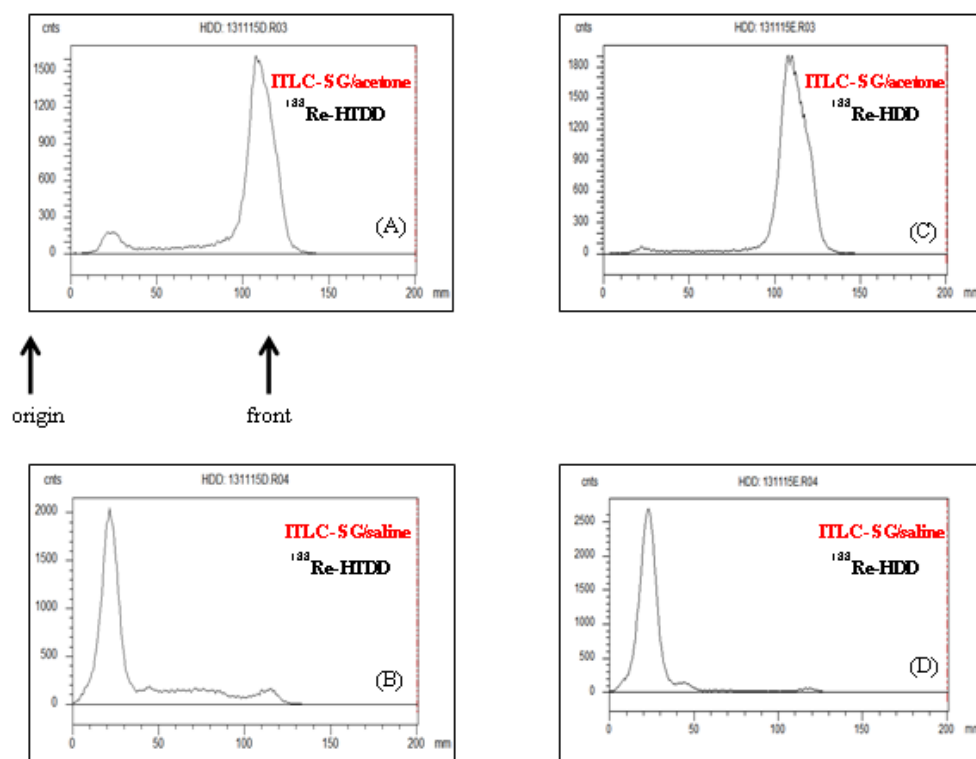 cnts HDD: 131115D.R03
ITLC-SG/acetone
¹⁸⁸Re-HTDD
(A)
1500
1200
900
600
300
0
0 50 100 150 200 mm
cnts HDD: 131115E.R03
ITLC-SG/acetone
¹⁸⁸Re-HDD
(C)
1800
1500
1200
900
600
300
0
0 50 100 150 200 mm
origin front
cnts HDD: 131115D.R04
ITLC-SG/saline
¹⁸⁸Re-HTDD
(B)
2000
1500
1000
500
0
0 50 100 150 200 mm
cnts HDD: 131115E.R04
ITLC-SG/saline
¹⁸⁸Re-HDD
(D)
2500
2000
1500
1000
500
0
0 50 100 150 200 mm